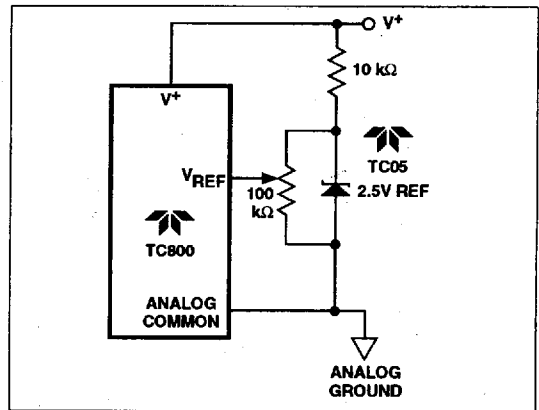 V+
V+
10 kΩ
TC05
2.5V REF
VREF
100
kΩ
TC800
ANALOG
COMMON
ANALOG
GROUND